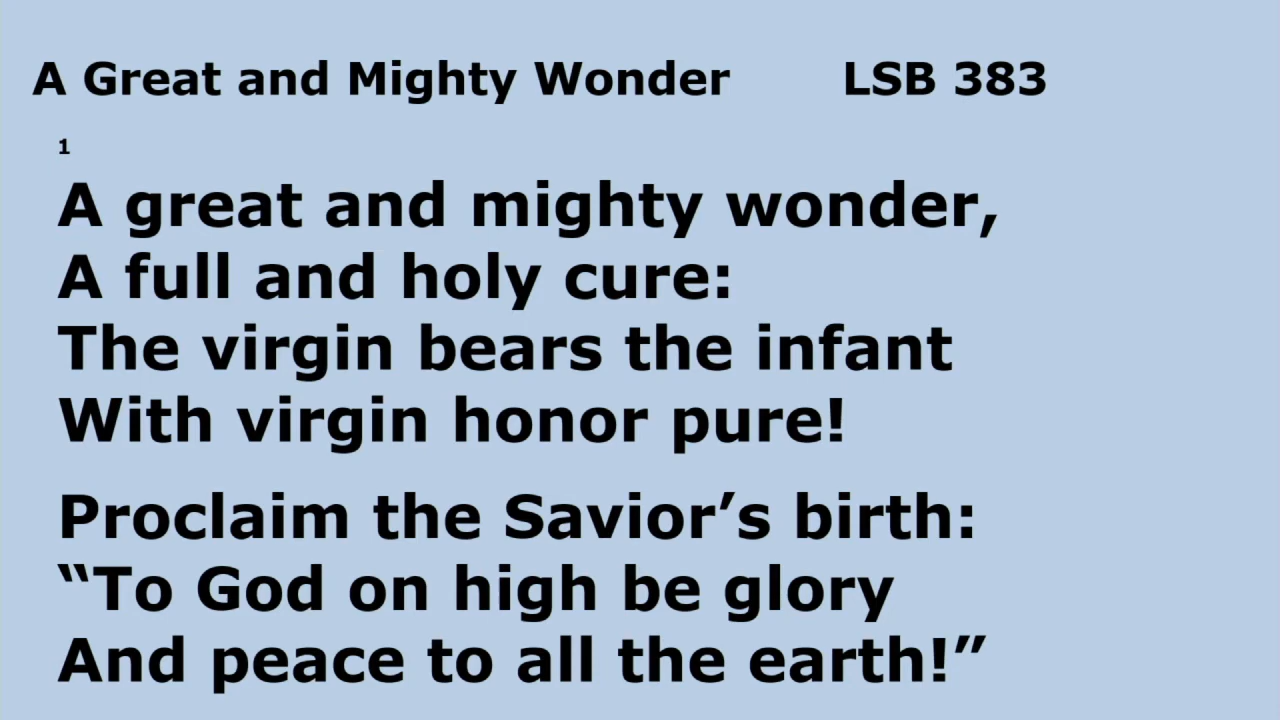 A Great and Mighty Wonder LSB 383
1
A great and mighty wonder,
A full and holy cure:
The virgin bears the infant
With virgin honor pure!
Proclaim the Savior’s birth:
“To God on high be glory
And peace to all the earth!”